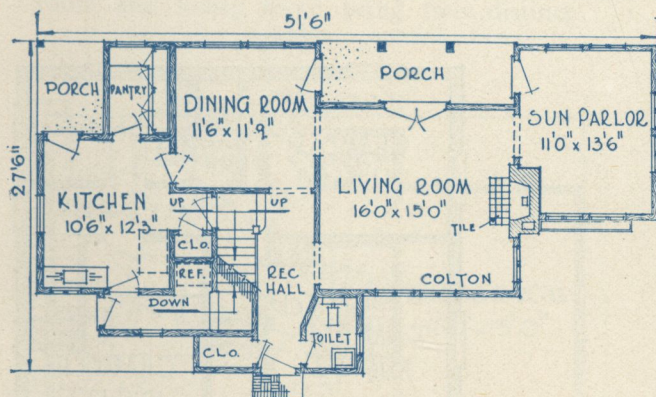 51'6"
PORCH
PANTRY
DINING ROOM
11'6" x 11'9"
PORCH
SUN PARLOR
11'0" x 13'6"
27'6"
KITCHEN
10'6" x 12'3"
UP
UP
LIVING ROOM
16'0" x 15'0"
TILE
CLO.
REF.
REC
HALL
COLTON
DOWN
TOILET
CLO.